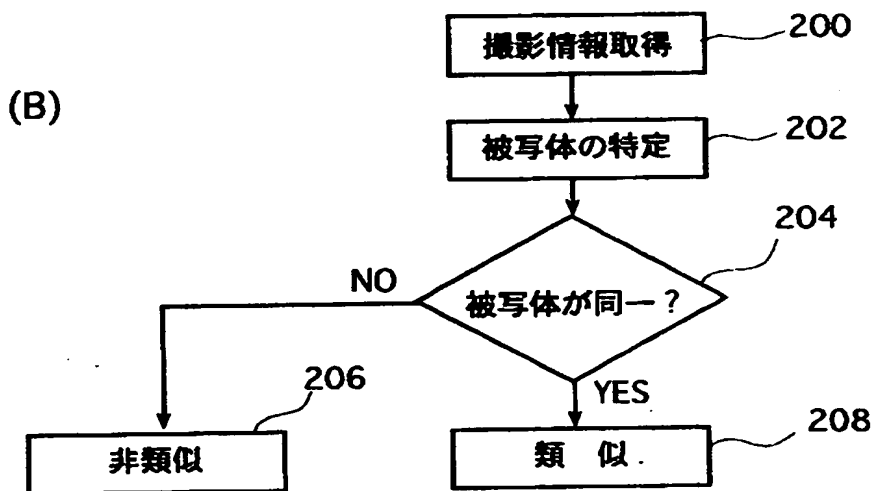 撮影情報取得
200
(B)
被写体の特定
202
204
NO
被写体が同一？
YES
206
208
非類似
類 似